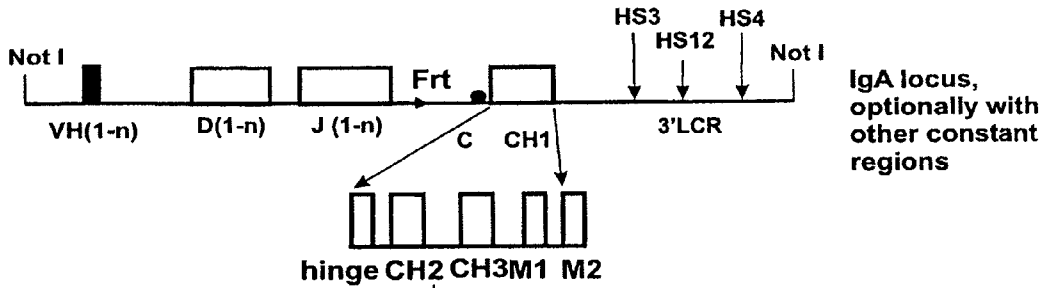 HS3 HS4
HS12
Not I Not I
Frt
VH(1-n) D(1-n) J (1-n) C CH1 3'LCR
IgA locus,
optionally with
other constant
regions
hinge CH2 CH3 M1 M2